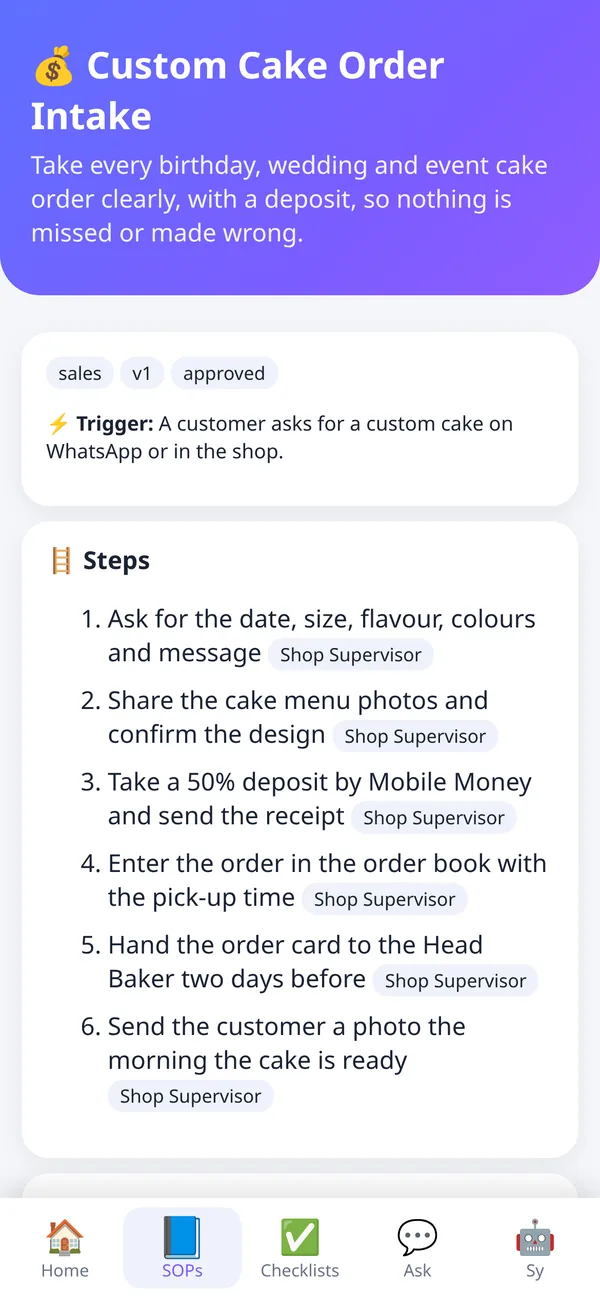 💰 Custom Cake Order
Intake
Take every birthday, wedding and event cake
order clearly, with a deposit, so nothing is
missed or made wrong.
sales v1 approved
⚡ Trigger: A customer asks for a custom cake on
WhatsApp or in the shop.
🪜 Steps
1. Ask for the date, size, flavour, colours
and message Shop Supervisor
2. Share the cake menu photos and
confirm the design Shop Supervisor
3. Take a 50% deposit by Mobile Money
and send the receipt Shop Supervisor
4. Enter the order in the order book with
the pick-up time Shop Supervisor
5. Hand the order card to the Head
Baker two days before Shop Supervisor
6. Send the customer a photo the
morning the cake is ready
Shop Supervisor
Home SOPs Checklists Ask Sy